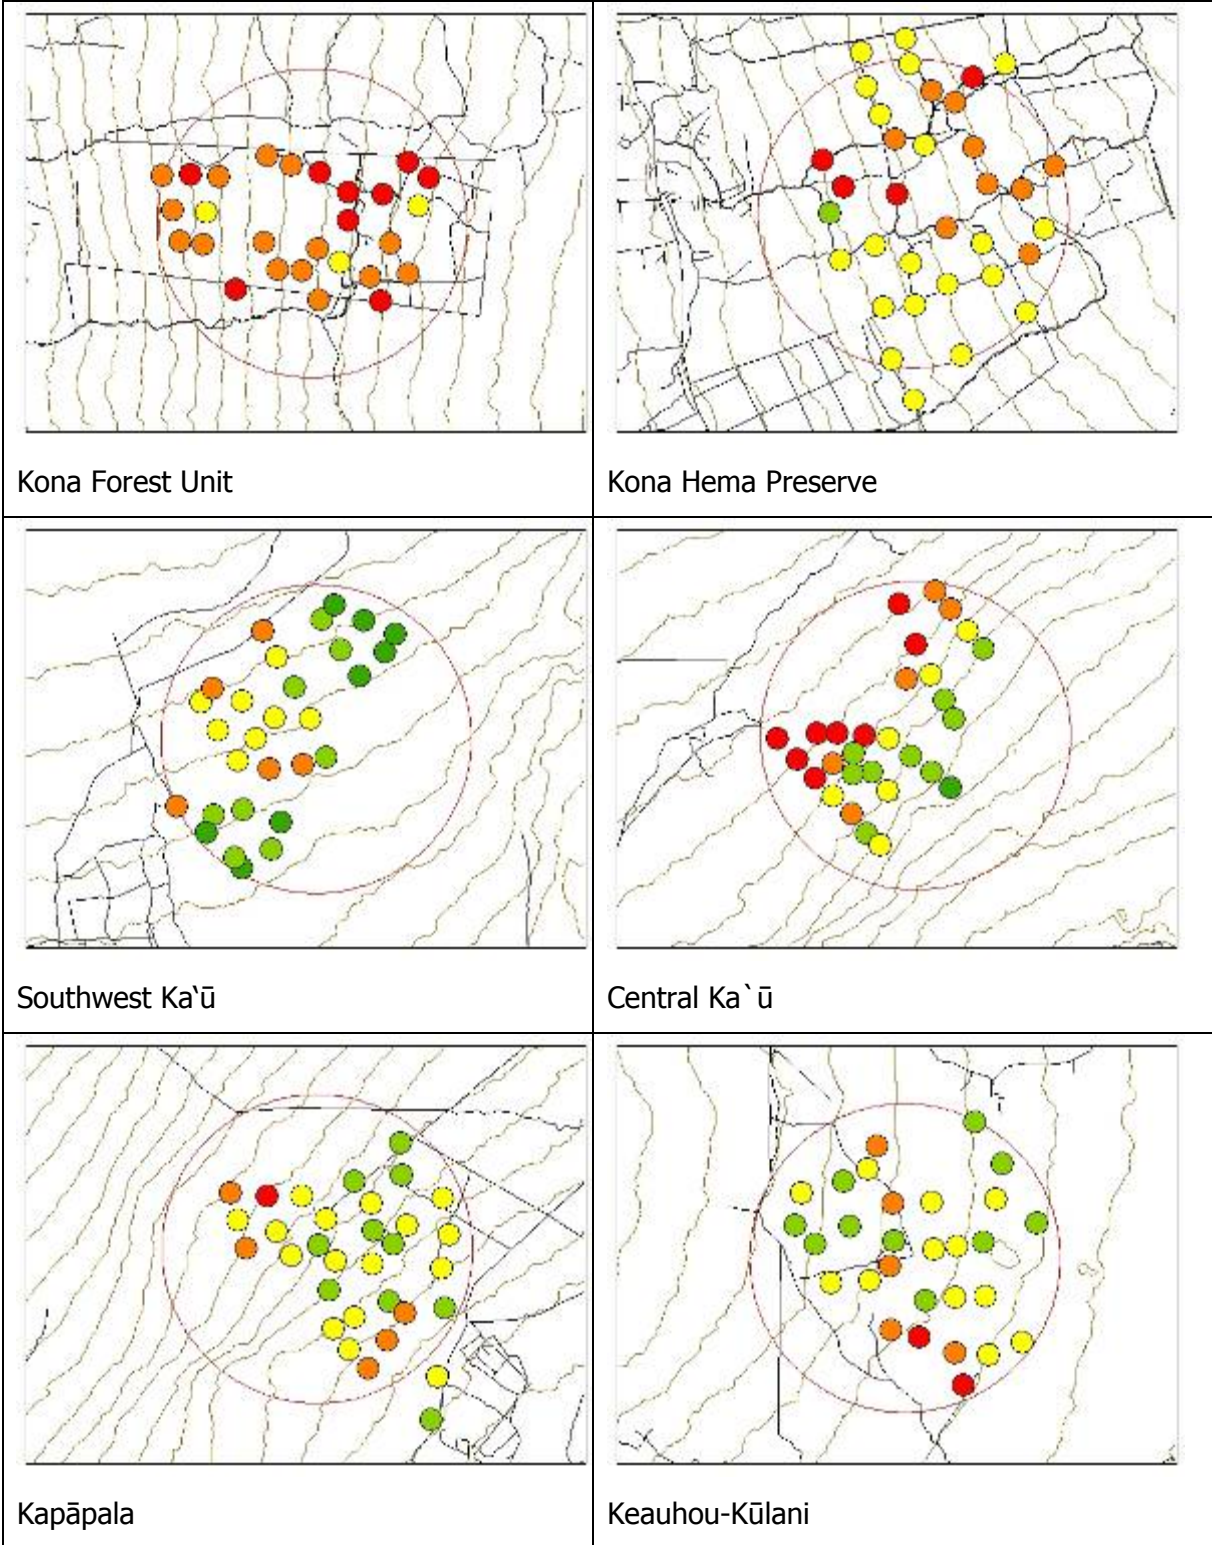 Kona Forest Unit
Kona Hema Preserve
Southwest Ka‘ū
Central Ka`ū
Kapāpala
Keauhou-Kūlani